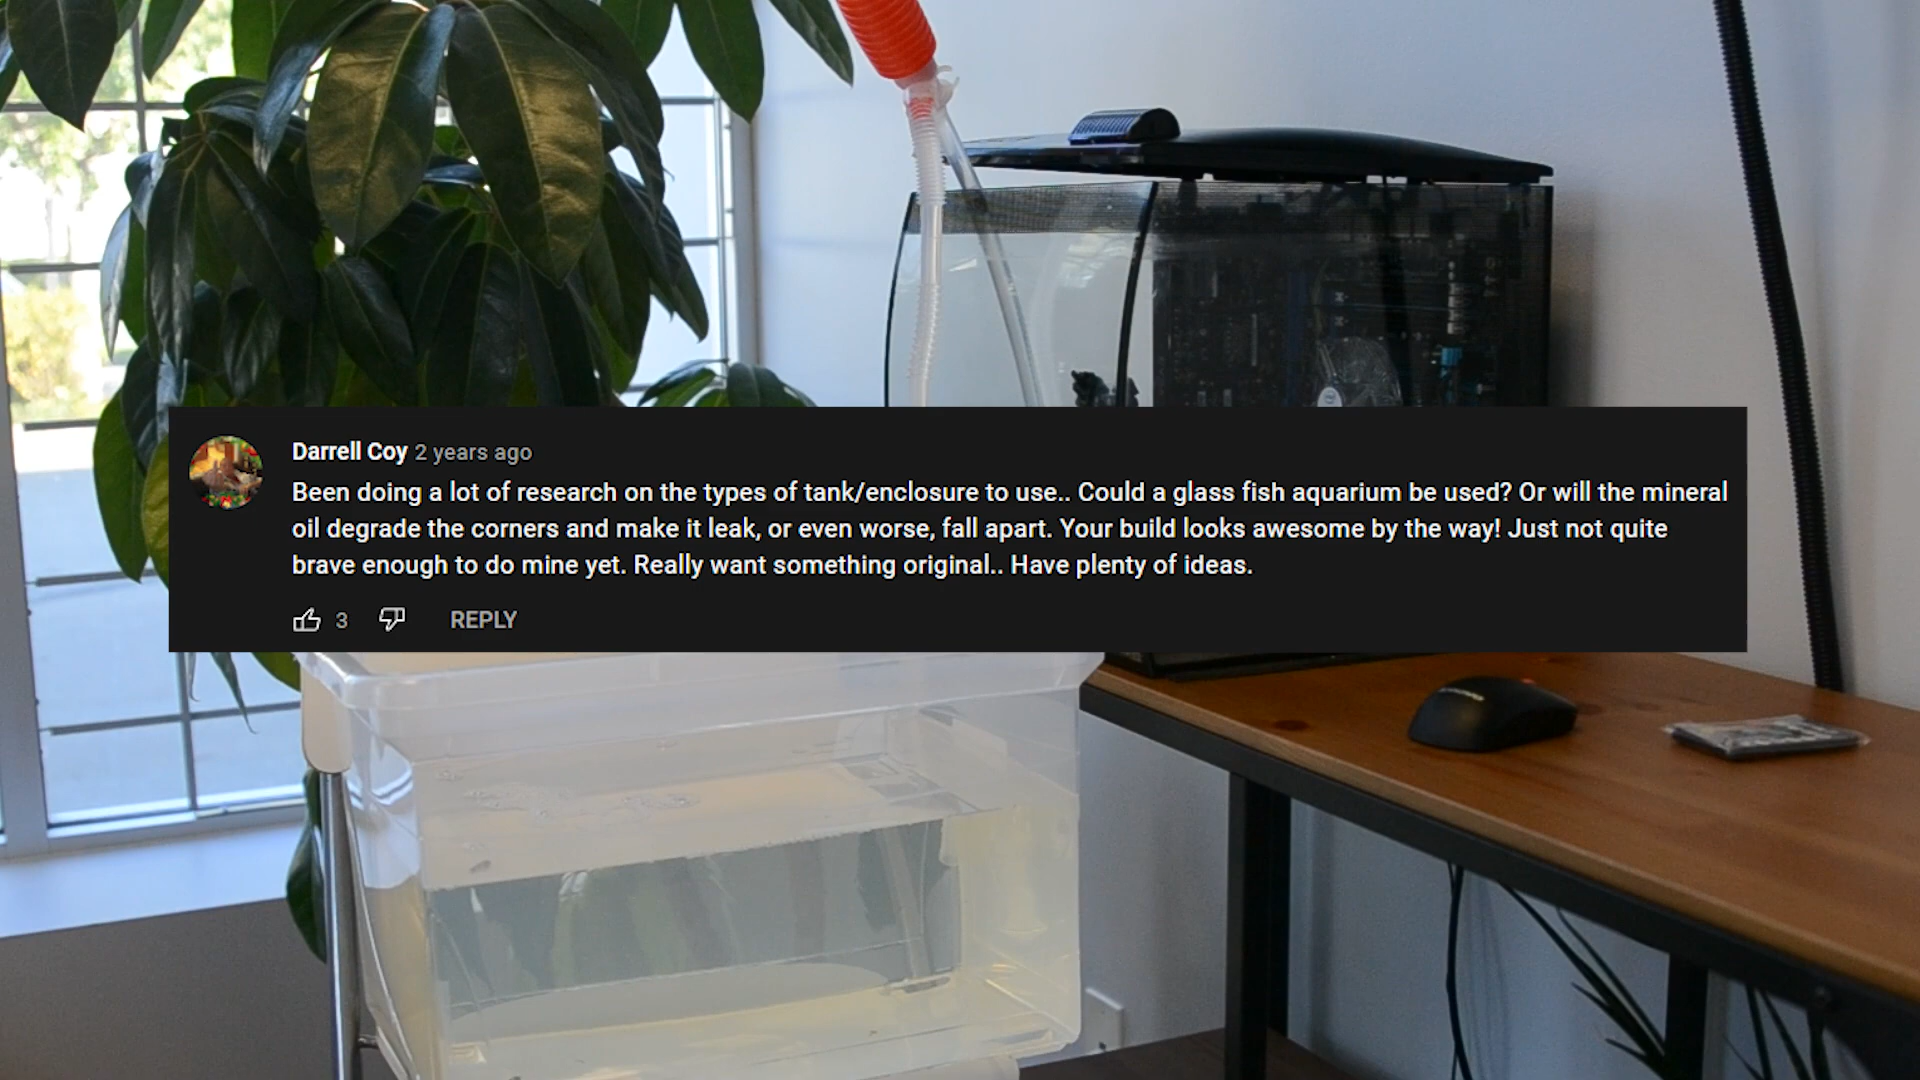 Darrell Coy 2 years ago
Been doing a lot of research on the types of tank/enclosure to use.. Could a glass fish aquarium be used? Or will the mineral
oil degrade the corners and make it leak, or even worse, fall apart. Your build looks awesome by the way! Just not quite
brave enough to do mine yet. Really want something original.. Have plenty of ideas.
3 REPLY